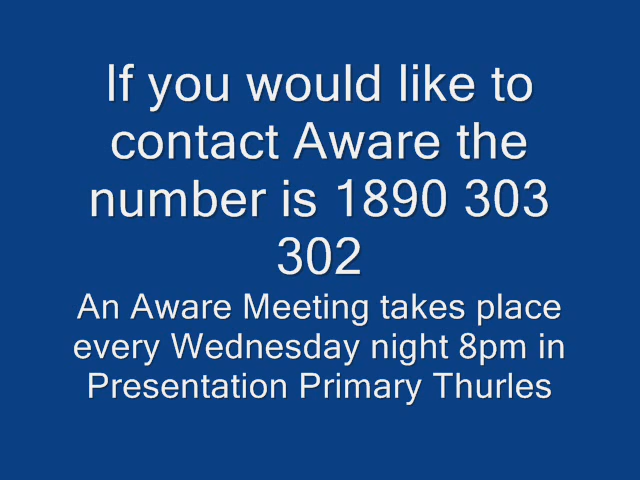 If you would like to
contact Aware the
number is 1890 303
302
An Aware Meeting takes place
every Wednesday night 8pm in
Presentation Primary Thurles